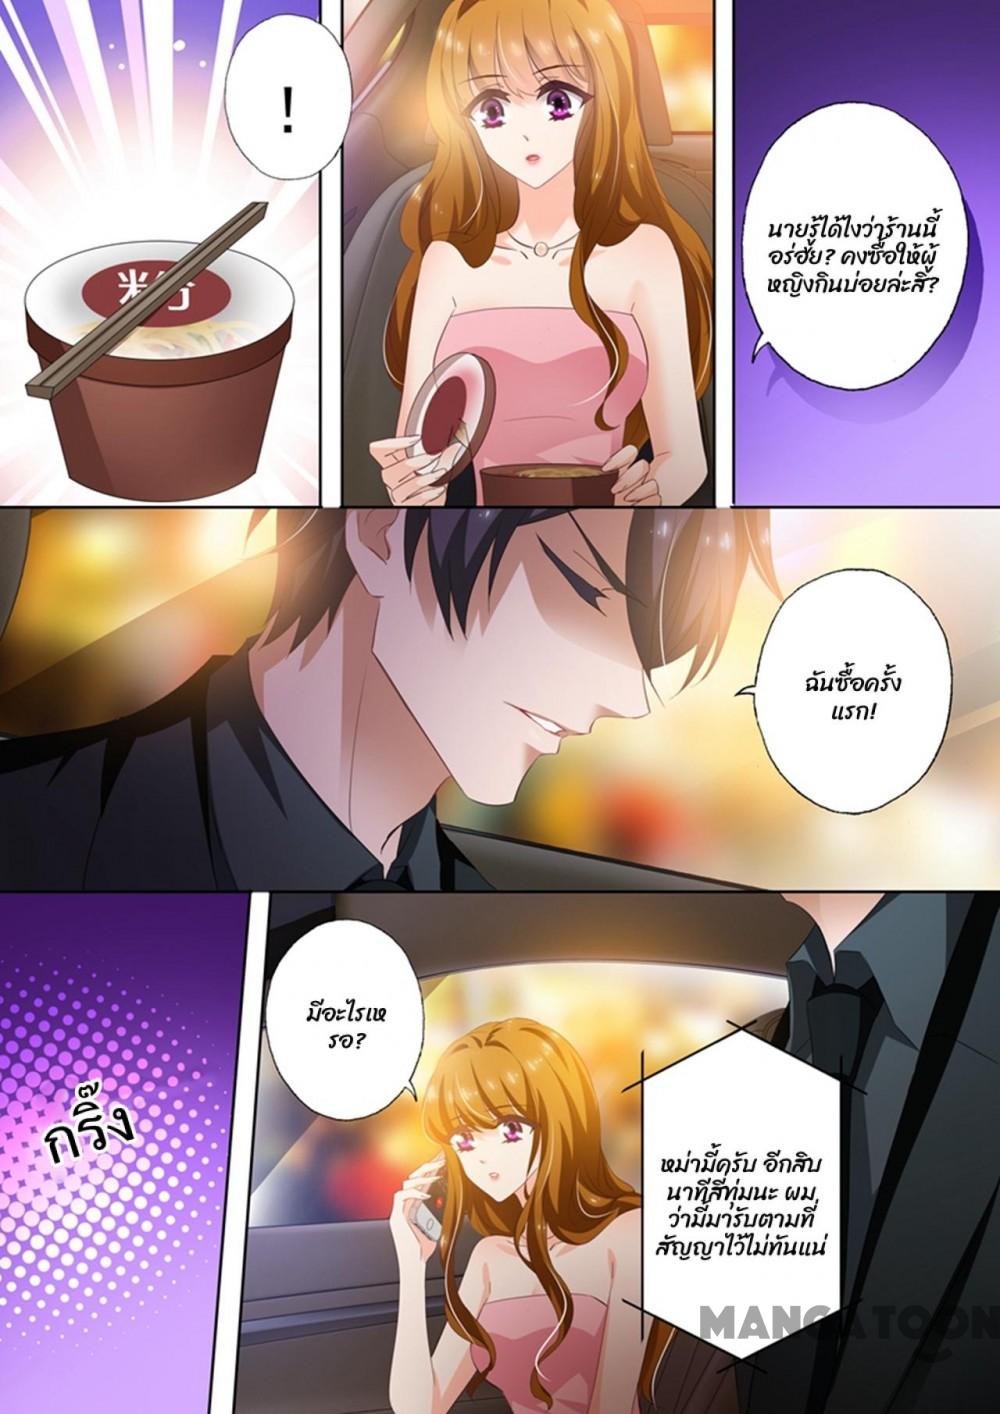 !
粉
นายรู้ได้ไงว่าร้านนี้
อร่อย? คงซื้อให้ผู้
หญิงกินบ่อยล่ะสิ?
ฉันซื้อครั้ง
แรก!
กริ๊ง
มีอะไรเห
รอ?
หม่ามี้ครับ อีกสิบ
นาทีสี่ทุ่มนะ ผม
ว่ามี้มารับตามที่
สัญญาไว้ไม่ทันแน่
MANGATOON